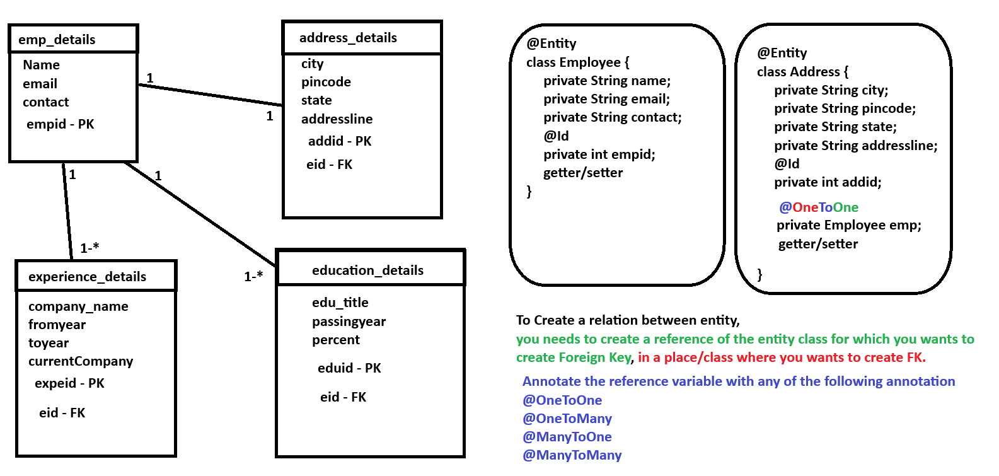 emp_details
Name
email
contact
empid - PK
1
1
address_details
city
pincode
state
addressline
addid - PK
eid - FK
1
1-*
1
1-*
experience_details
company_name
fromyear
toyear
currentCompany
expeid - PK
eid - FK
education_details
edu_title
passingyear
percent
eduid - PK
eid - FK
@Entity
class Employee {
private String name;
private String email;
private String contact;
@Id
private int empid;
getter/setter
}
@Entity
class Address {
private String city;
private String pincode;
private String state;
private String addressline;
@Id
private int addid;
@OneToOne
private Employee emp;
getter/setter
}
To Create a relation between entity,
you needs to create a reference of the entity class for which you wants to
create Foreign Key, in a place/class where you wants to create FK.
Annotate the reference variable with any of the following annotation
@OneToOne
@OneToMany
@ManyToOne
@ManyToMany